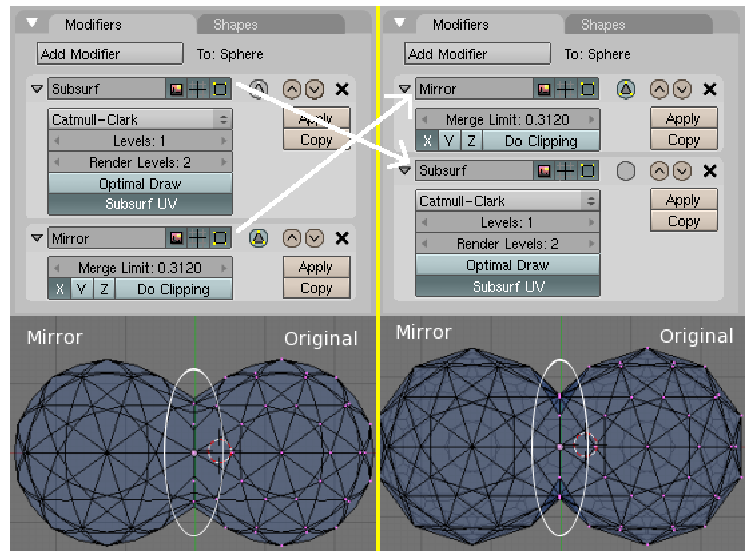 Modifiers Shapes
Add Modifier To: Sphere
Subsurf
Catmull-Clark Apply
Levels: 1 Copy
Render Levels: 2
Optimal Draw
Subsurf UV
Mirror
Merge Limit: 0.3120 Apply
X Y Z Do Clipping Copy
Mirror Original
Modifiers Shapes
Add Modifier To: Sphere
Mirror
Merge Limit: 0.3120 Apply
X Y Z Do Clipping Copy
Subsurf
Catmull-Clark Apply
Levels: 1 Copy
Render Levels: 2
Optimal Draw
Subsurf UV
Mirror Original